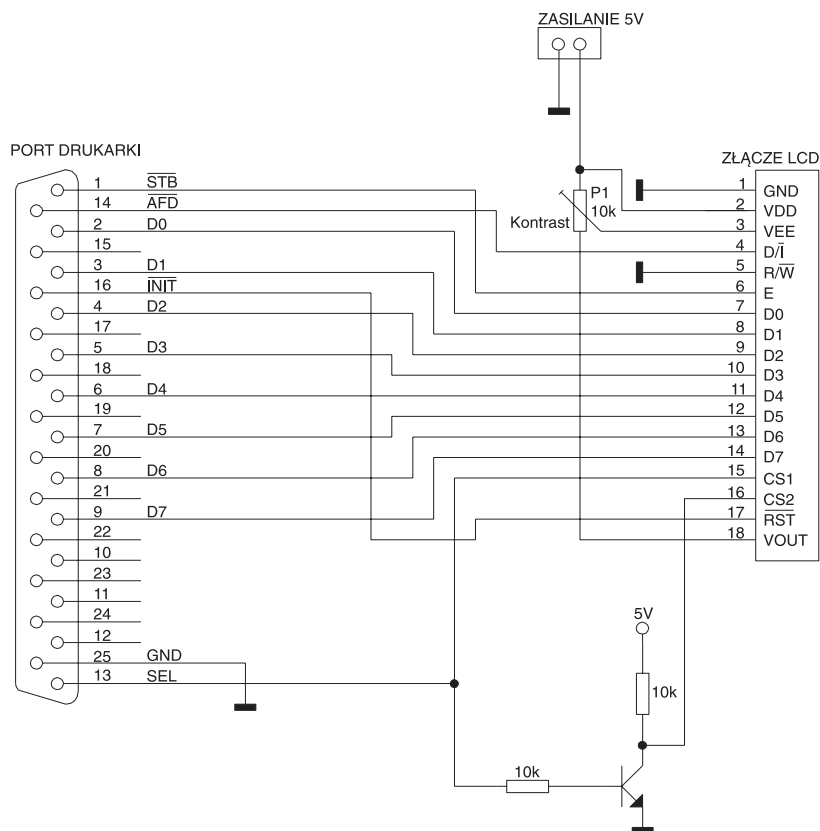 ZASILANIE 5V
PORT DRUKARKI
ZŁĄCZE LCD
1 STB
14 AFD
2 D0
15
3 D1
16 INIT
4 D2
17
5 D3
18
6 D4
19
7 D5
20
8 D6
21
9 D7
22
10
23
11
24
12
25 GND
13 SEL
P1
10k
Kontrast
1 GND
2 VDD
3 VEE
4 D/I
5 R/W
6 E
7 D0
8 D1
9 D2
10 D3
11 D4
12 D5
13 D6
14 D7
15 CS1
16 CS2
17 RST
18 VOUT
5V
10k
10k